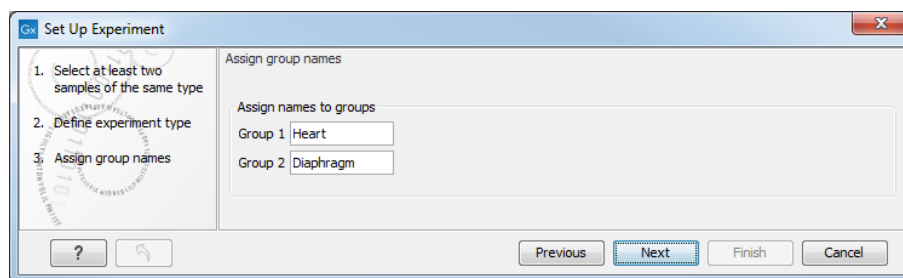 Gx Set Up Experiment
X
1. Select at least two
samples of the same type
2. Define experiment type
3. Assign group names
Assign group names
Assign names to groups
Group 1 Heart
Group 2 Diaphragm
?
Previous
Next
Finish
Cancel